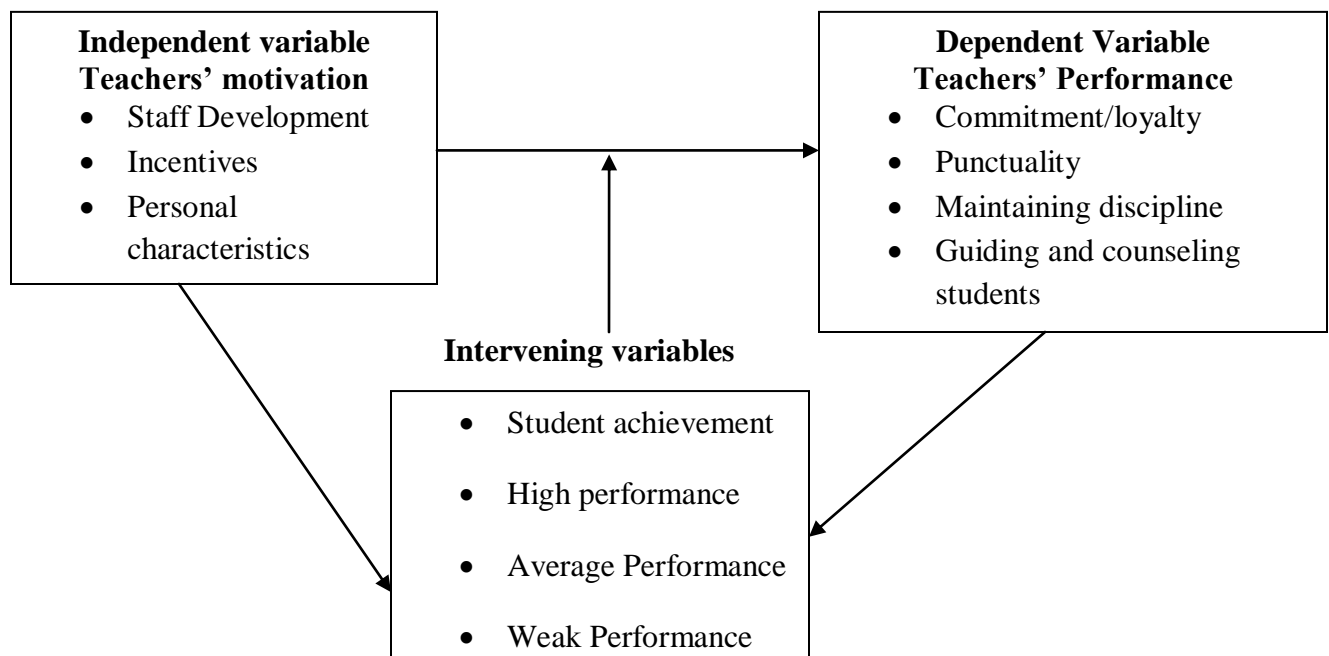 Independent variable
Teachers’ motivation
• Staff Development
• Incentives
• Personal
characteristics
Dependent Variable
Teachers’ Performance
• Commitment/loyalty
• Punctuality
• Maintaining discipline
• Guiding and counseling
students
Intervening variables
• Student achievement
• High performance
• Average Performance
• Weak Performance